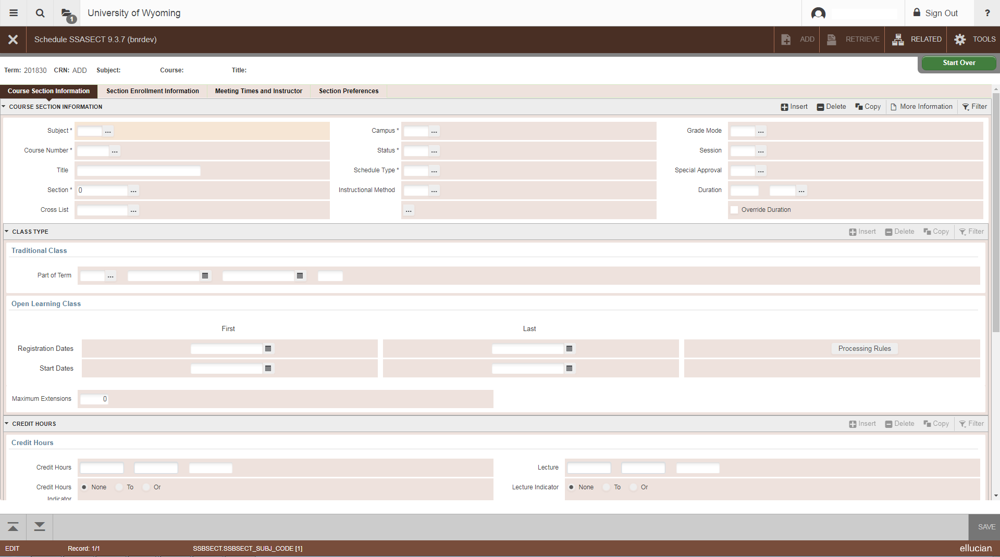 1 University of Wyoming Sign Out ?
Schedule SSASECT 9.3.7 (bnrdev) ADD RETRIEVE RELATED TOOLS
Start Over
Term: 201830 CRN: ADD Subject: Course: Title:
Course Section Information Section Enrollment Information Meeting Times and Instructor Section Preferences
COURSE SECTION INFORMATION Insert Delete Copy More Information Filter
Subject * ... Campus * ... Grade Mode ...
Course Number * ... Status * ... Session ...
Title Schedule Type * ... Special Approval ...
Section * 0 ... Instructional Method ... Duration ...
Cross List ... ... Override Duration
CLASS TYPE Insert Delete Copy Filter
Traditional Class
Part of Term ...
Open Learning Class
First Last
Registration Dates Processing Rules
Start Dates
Maximum Extensions 0
CREDIT HOURS Insert Delete Copy Filter
Credit Hours
Credit Hours Lecture
Credit Hours None To Or Lecture Indicator None To Or
Indicator
SAVE
EDIT Record: 1/1 SSBSECT.SSBSECT_SUBJ_CODE [1] ellucian